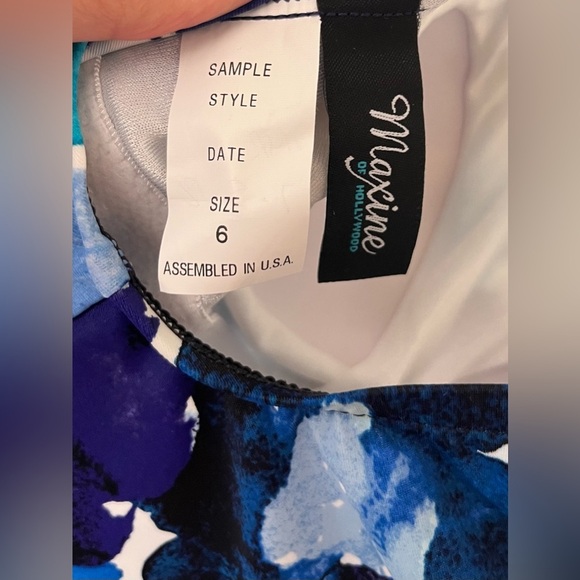 SAMPLE
STYLE
DATE
SIZE
6
ASSEMBLED IN U.S.A.
Maxine
OF HOLLYWOOD